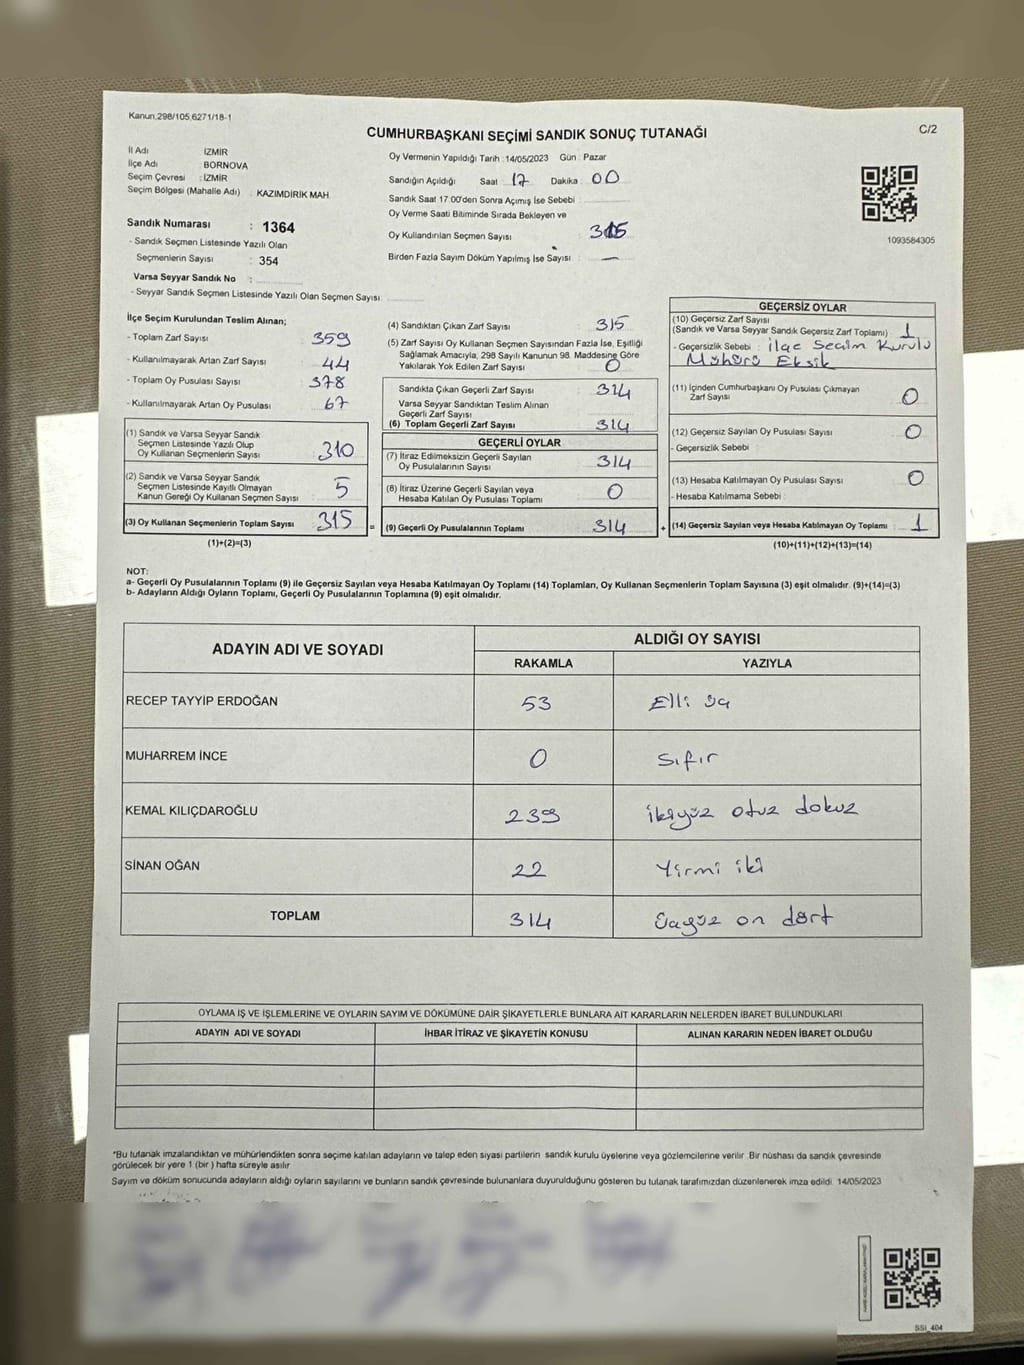 Kanun.298/105.6271/18-1
CUMHURBAŞKANI SEÇİMİ SANDIK SONUÇ TUTANAĞI
C/2
İl Adı İZMİR
İlçe Adı BORNOVA
Seçim Çevresi : İZMİR
Seçim Bölgesi (Mahalle Adı) : KAZIMDİRİK MAH.
Sandık Numarası : 1364
- Sandık Seçmen Listesinde Yazılı Olan
Seçmenlerin Sayısı : 354
Varsa Seyyar Sandık No :
- Seyyar Sandık Seçmen Listesinde Yazılı Olan Seçmen Sayısı:
Oy Vermenin Yapıldığı Tarih :14/05/2023 Gün : Pazar
Sandığın Açıldığı Saat 17 Dakika : 00
Sandık Saat 17:00'den Sonra Açımış İse Sebebi :
Oy Verme Saati Bitiminde Sırada Bekleyen ve
Oy Kullandırılan Seçmen Sayısı : 315
Birden Fazla Sayım Döküm Yapılmış İse Sayısı : —
1093584305
İlçe Seçim Kurulundan Teslim Alınan;
- Toplam Zarf Sayısı : 359
- Kullanılmayarak Artan Zarf Sayısı : 44
- Toplam Oy Pusulası Sayısı : 378
- Kullanılmayarak Artan Oy Pusulası : 67
(1) Sandık ve Varsa Seyyar Sandık
Seçmen Listesinde Yazılı Olup
Oy Kullanan Seçmenlerin Sayısı : 310
(2) Sandık ve Varsa Seyyar Sandık
Seçmen Listesinde Kayıtlı Olmayan
Kanun Gereği Oy Kullanan Seçmen Sayısı : 5
(3) Oy Kullanan Seçmenlerin Toplam Sayısı : 315
(1)+(2)=(3)
=
(4) Sandıktan Çıkan Zarf Sayısı : 315
(5) Zarf Sayısı Oy Kullanan Seçmen Sayısından Fazla İse, Eşitliği
Sağlamak Amacıyla, 298 Sayılı Kanunun 98. Maddesine Göre
Yakılarak Yok Edilen Zarf Sayısı : 0
Sandıkta Çıkan Geçerli Zarf Sayısı : 314
Varsa Seyyar Sandıktan Teslim Alınan
Geçerli Zarf Sayısı :
(6) Toplam Geçerli Zarf Sayısı : 314
GEÇERLİ OYLAR
(7) İtiraz Edilmeksizin Geçerli Sayılan
Oy Pusulalarının Sayısı : 314
(8) İtiraz Üzerine Geçerli Sayılan veya
Hesaba Katılan Oy Pusulası Toplamı : 0
(9) Geçerli Oy Pusulalarının Toplamı : 314
+
GEÇERSİZ OYLAR
(10) Geçersiz Zarf Sayısı
(Sandık ve Varsa Seyyar Sandık Geçersiz Zarf Toplamı) : 1
- Geçersizlik Sebebi : İlçe Seçim Kurulu
Mührü Eksik
(11) İçinden Cumhurbaşkanı Oy Pusulası Çıkmayan
Zarf Sayısı : 0
(12) Geçersiz Sayılan Oy Pusulası Sayısı : 0
- Geçersizlik Sebebi :
(13) Hesaba Katılmayan Oy Pusulası Sayısı : 0
- Hesaba Katılmama Sebebi :
(14) Geçersiz Sayılan veya Hesaba Katılmayan Oy Toplamı : 1
(10)+(11)+(12)+(13)=(14)
NOT:
a- Geçerli Oy Pusulalarının Toplamı (9) ile Geçersiz Sayılan veya Hesaba Katılmayan Oy Toplamı (14) Toplamları, Oy Kullanan Seçmenlerin Toplam Sayısına (3) eşit olmalıdır. (9)+(14)=(3)
b- Adayların Aldığı Oyların Toplamı, Geçerli Oy Pusulalarının Toplamına (9) eşit olmalıdır.
ADAYIN ADI VE SOYADI ALDIĞI OY SAYISI
RAKAMLA YAZIYLA
RECEP TAYYİP ERDOĞAN 53 Elli üç
MUHARREM İNCE 0 Sıfır
KEMAL KILIÇDAROĞLU 239 ikiyüz otuz dokuz
SİNAN OĞAN 22 Yirmi iki
TOPLAM 314 Üçyüz on dört
OYLAMA İŞ VE İŞLEMLERİNE VE OYLARIN SAYIM VE DÖKÜMÜNE DAİR ŞİKAYETLERLE BUNLARA AİT KARARLARIN NELERDEN İBARET BULUNDUKLARI
ADAYIN ADI VE SOYADI İHBAR İTİRAZ VE ŞİKAYETİN KONUSU ALINAN KARARIN NEDEN İBARET OLDUĞU
*Bu tutanak imzalandıktan ve mühürlendikten sonra seçime katılan adayların ve talep eden siyasi partilerin sandık kurulu üyelerine veya gözlemcilerine verilir. Bir nüshası da sandık çevresinde
görülecek bir yere 1 (bir) hafta süreyle asılır.
Sayım ve döküm sonucunda adayların aldığı oyların sayılarını ve bunların sandık çevresinde bulunanlara duyurulduğunu gösteren bu tutanak tarafımızdan düzenlenerek imza edildi. 14/05/2023
SSİ_404